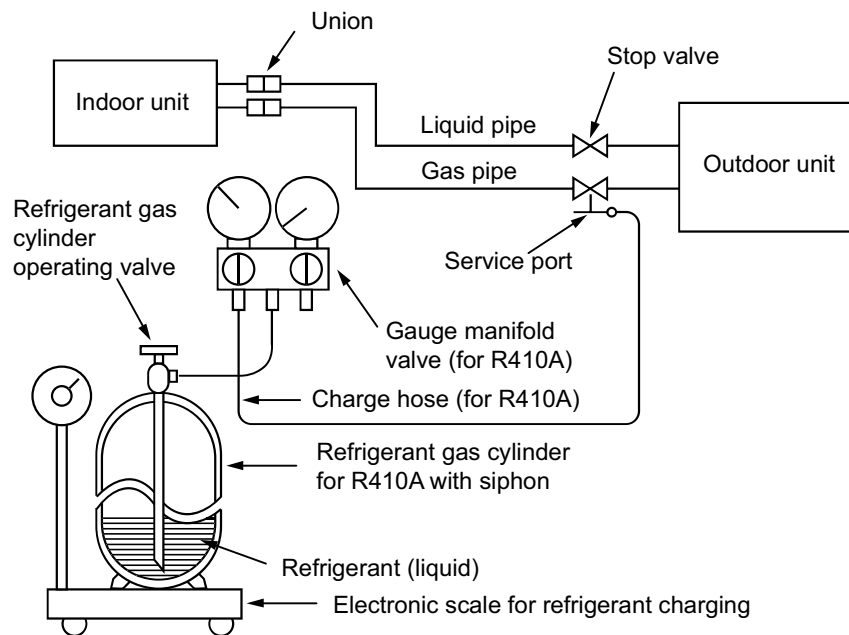 Union
Stop valve
Indoor unit
Liquid pipe
Outdoor unit
Gas pipe
Refrigerant gas
cylinder
operating valve
Service port
Gauge manifold
valve (for R410A)
Charge hose (for R410A)
Refrigerant gas cylinder
for R410A with siphon
Refrigerant (liquid)
Electronic scale for refrigerant charging